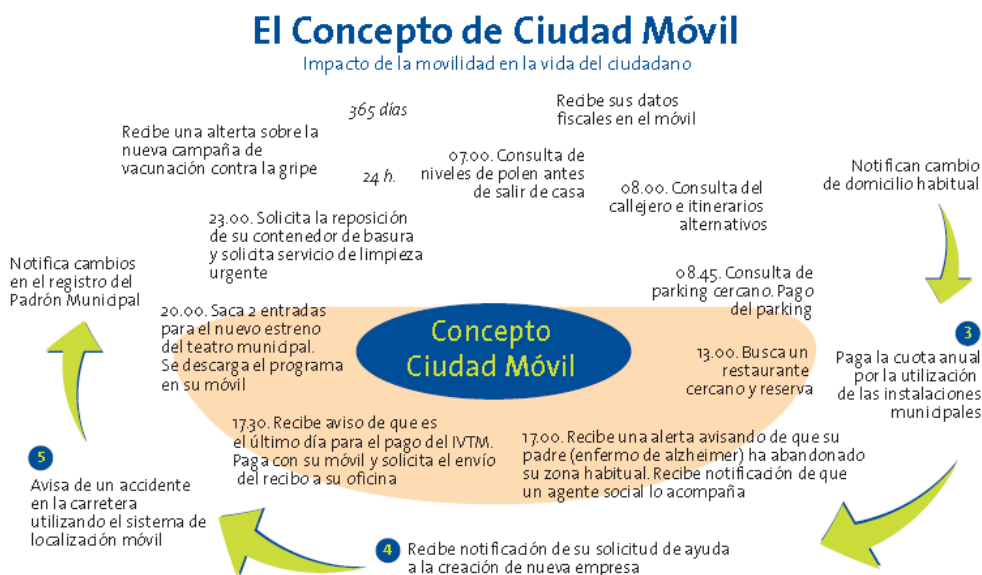 El Concepto de Ciudad Móvil
Impacto de la movilidad en la vida del ciudadano
365 días
Recibe sus datos
fiscales en el móvil
Recibe una alterta sobre la
nueva campaña de
vacunación contra la gripe
24 h.
07.00. Consulta de
niveles de polen antes
de salir de casa
Notifican cambio
de domicilio habitual
08.00. Consulta del
callejero e itinerarios
alternativos
23.00. Solicita la reposición
de su contenedor de basura
y solicita servicio de limpieza
urgente
Notifica cambios
en el registro del
Padrón Municipal
08.45. Consulta de
parking cercano. Pago
del parking
20.00. Saca 2 entradas
para el nuevo estreno
del teatro municipal.
Se descarga el programa
en su móvil
Concepto
Ciudad Móvil
13.00. Busca un
restaurante
cercano y reserva
3
Paga la cuota anual
por la utilización
de las instalaciones
municipales
17.30. Recibe aviso de que es
el último día para el pago del IVTM.
Paga con su móvil y solicita el envío
del recibo a su oficina
17.00. Recibe una alerta avisando de que su
padre (enfermo de alzheimer) ha abandonado
su zona habitual. Recibe notificación de que
un agente social lo acompaña
5
Avisa de un accidente
en la carretera
utilizando el sistema de
localización móvil
4
Recibe notificación de su solicitud de ayuda
a la creación de nueva empresa